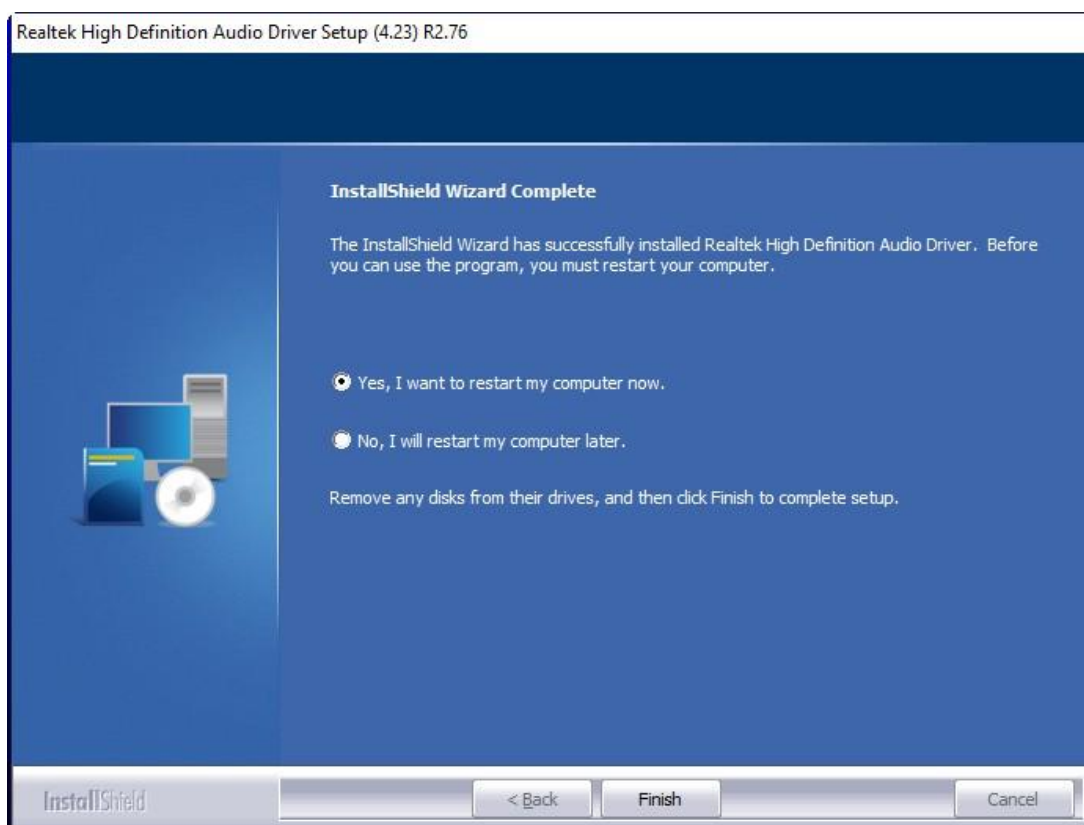 Realtek High Definition Audio Driver Setup (4.23) R2.76
InstallShield Wizard Complete
The InstallShield Wizard has successfully installed Realtek High Definition Audio Driver. Before
you can use the program, you must restart your computer.
Yes, I want to restart my computer now.
No, I will restart my computer later.
Remove any disks from their drives, and then click Finish to complete setup.
InstallShield
< Back
Finish
Cancel